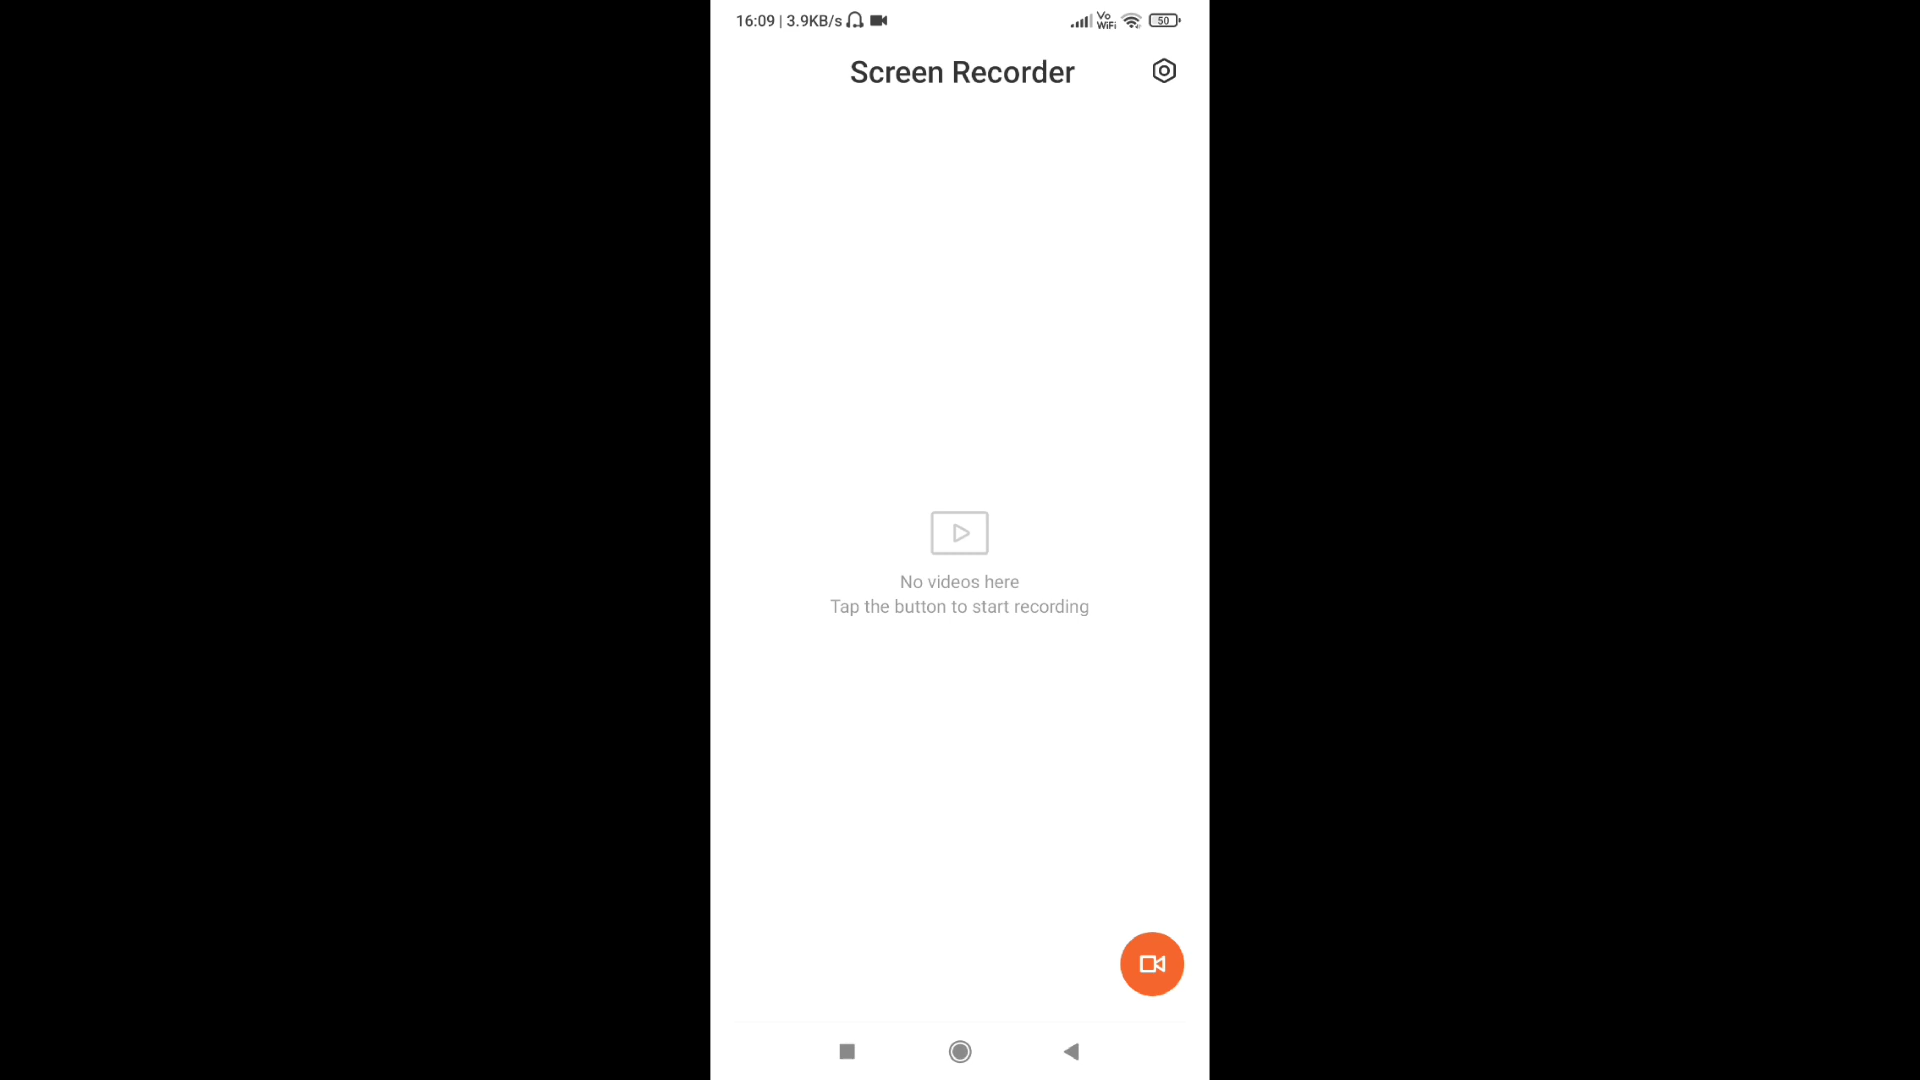 16:09 | 3.9KB/s Vo WiFi 50
Screen Recorder
No videos here
Tap the button to start recording